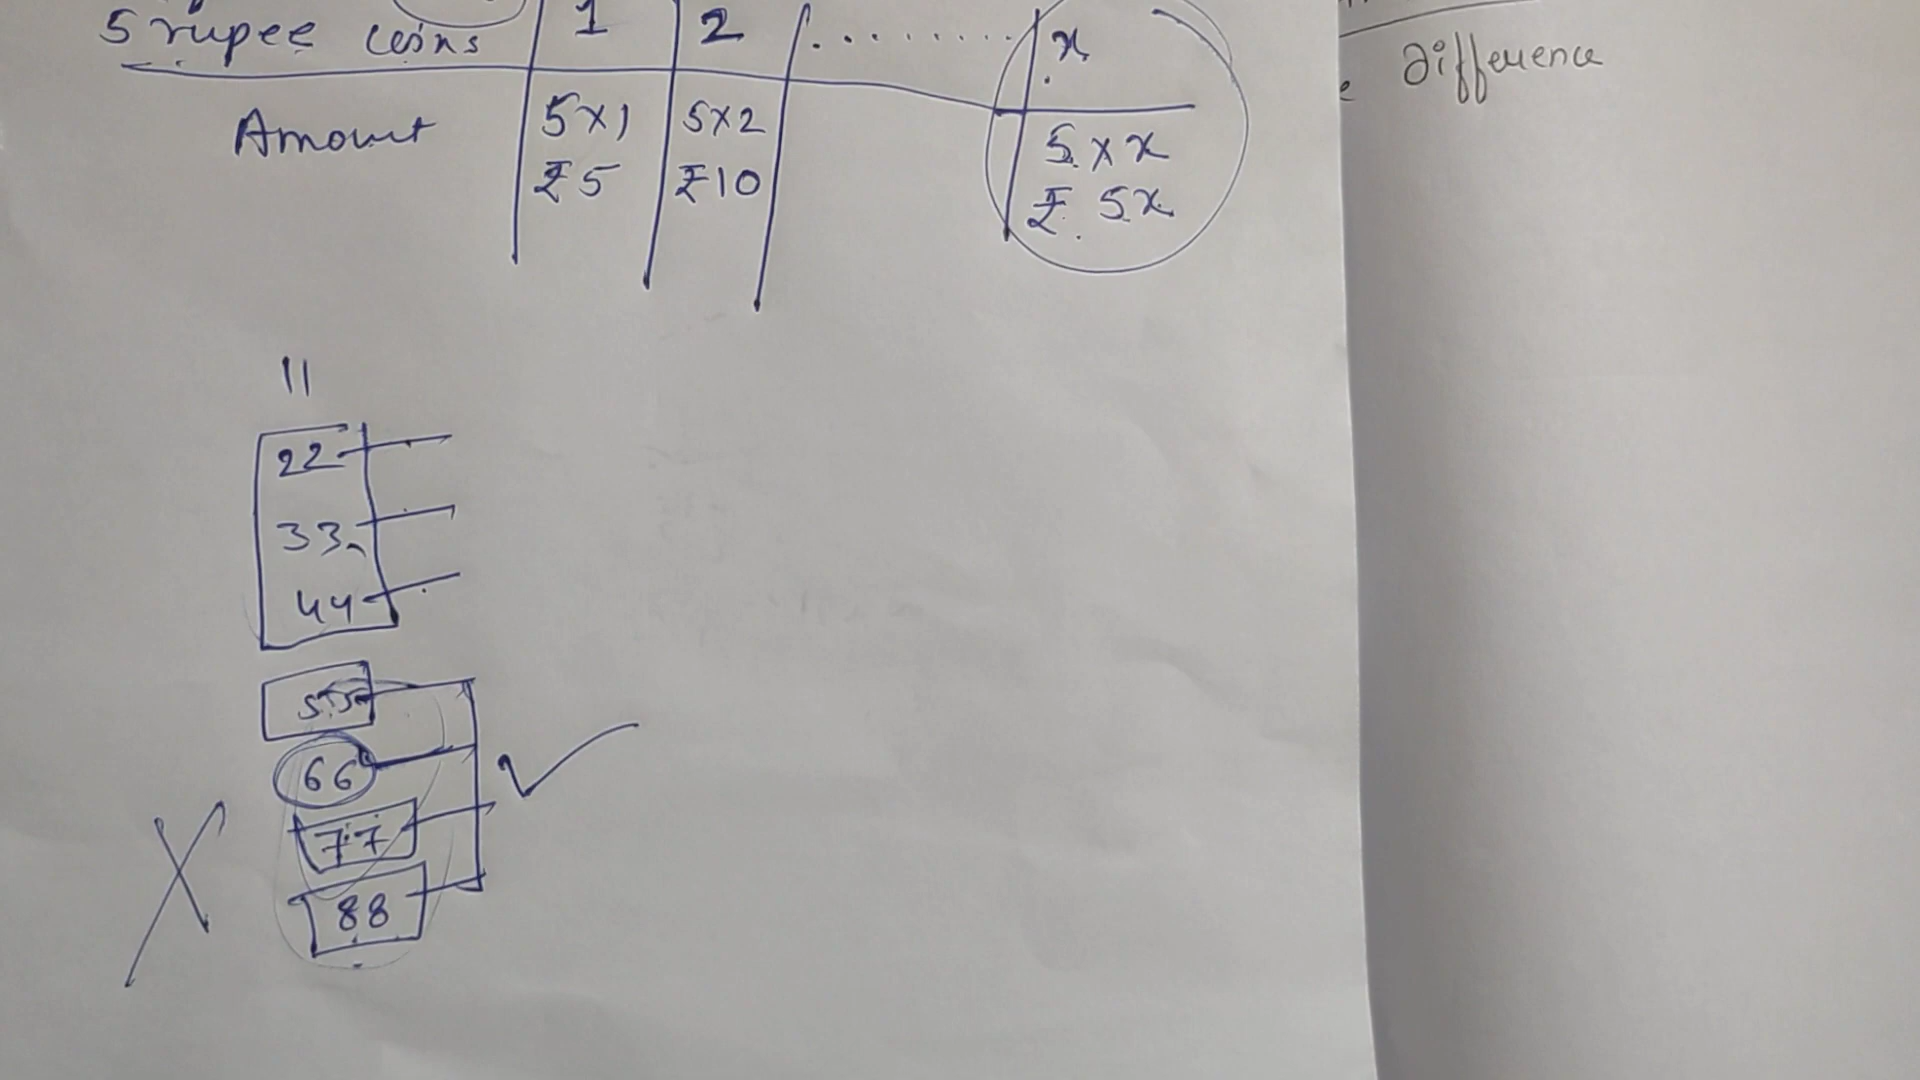 5 rupee coins 1 2 ......... x
Amount 5×1 5×2 5×x
₹5 ₹10 ₹ 5x
11
22
33
44
55
66
77
88
difference